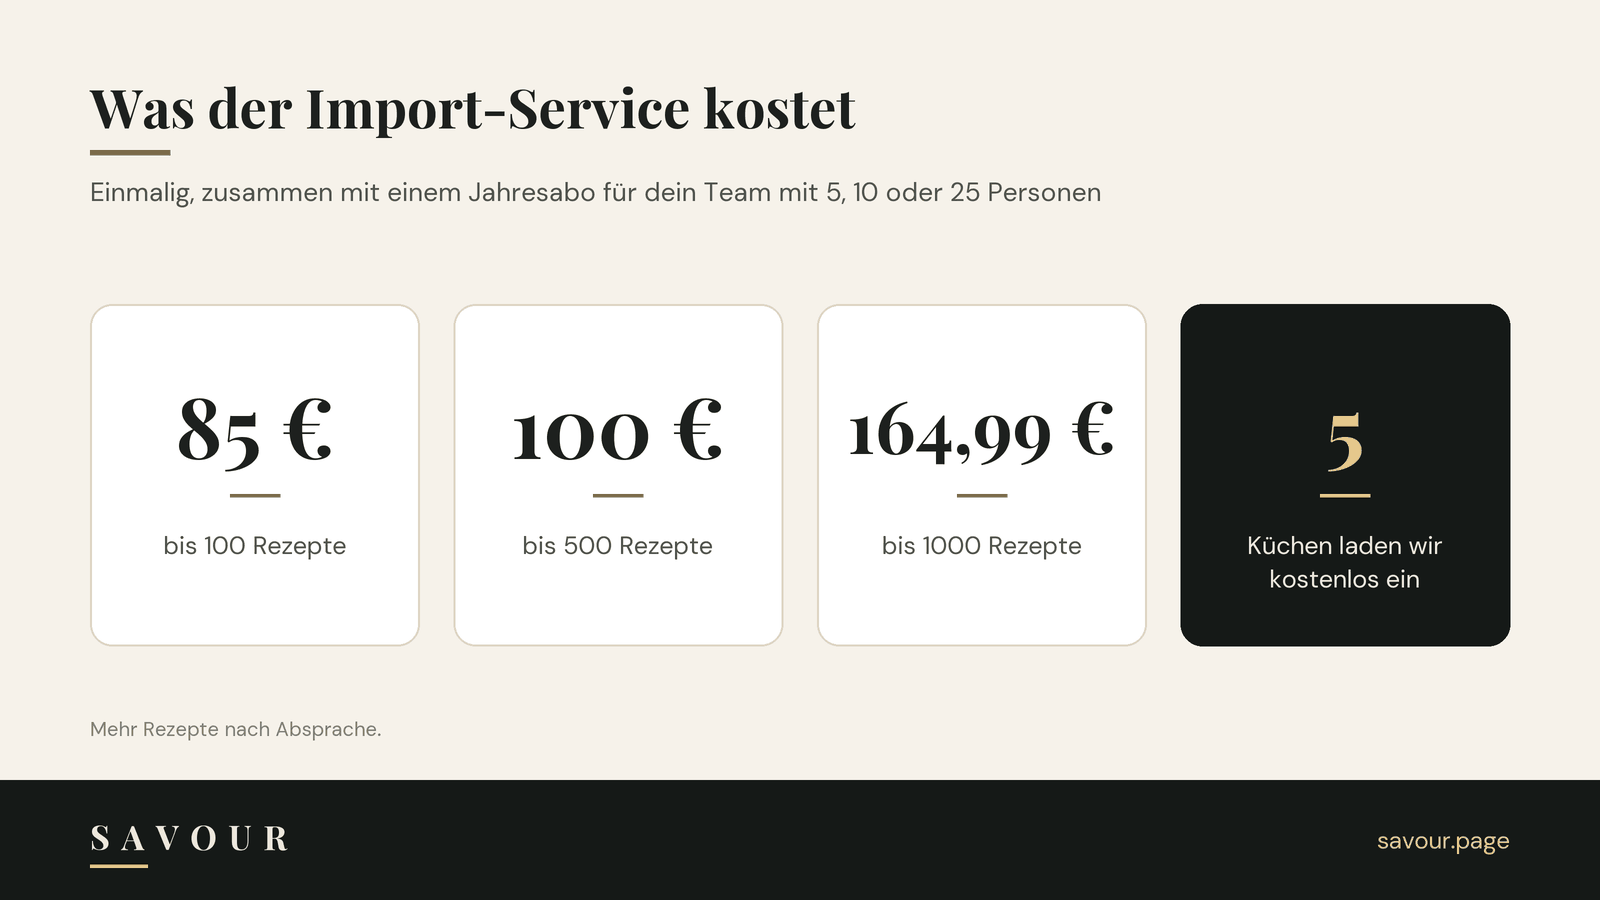 Was der Import-Service kostet
Einmalig, zusammen mit einem Jahresabo für dein Team mit 5, 10 oder 25 Personen
85 €
bis 100 Rezepte
100 €
bis 500 Rezepte
164,99 €
bis 1000 Rezepte
5
Küchen laden wir
kostenlos ein
Mehr Rezepte nach Absprache.
SAVOUR
savour.page